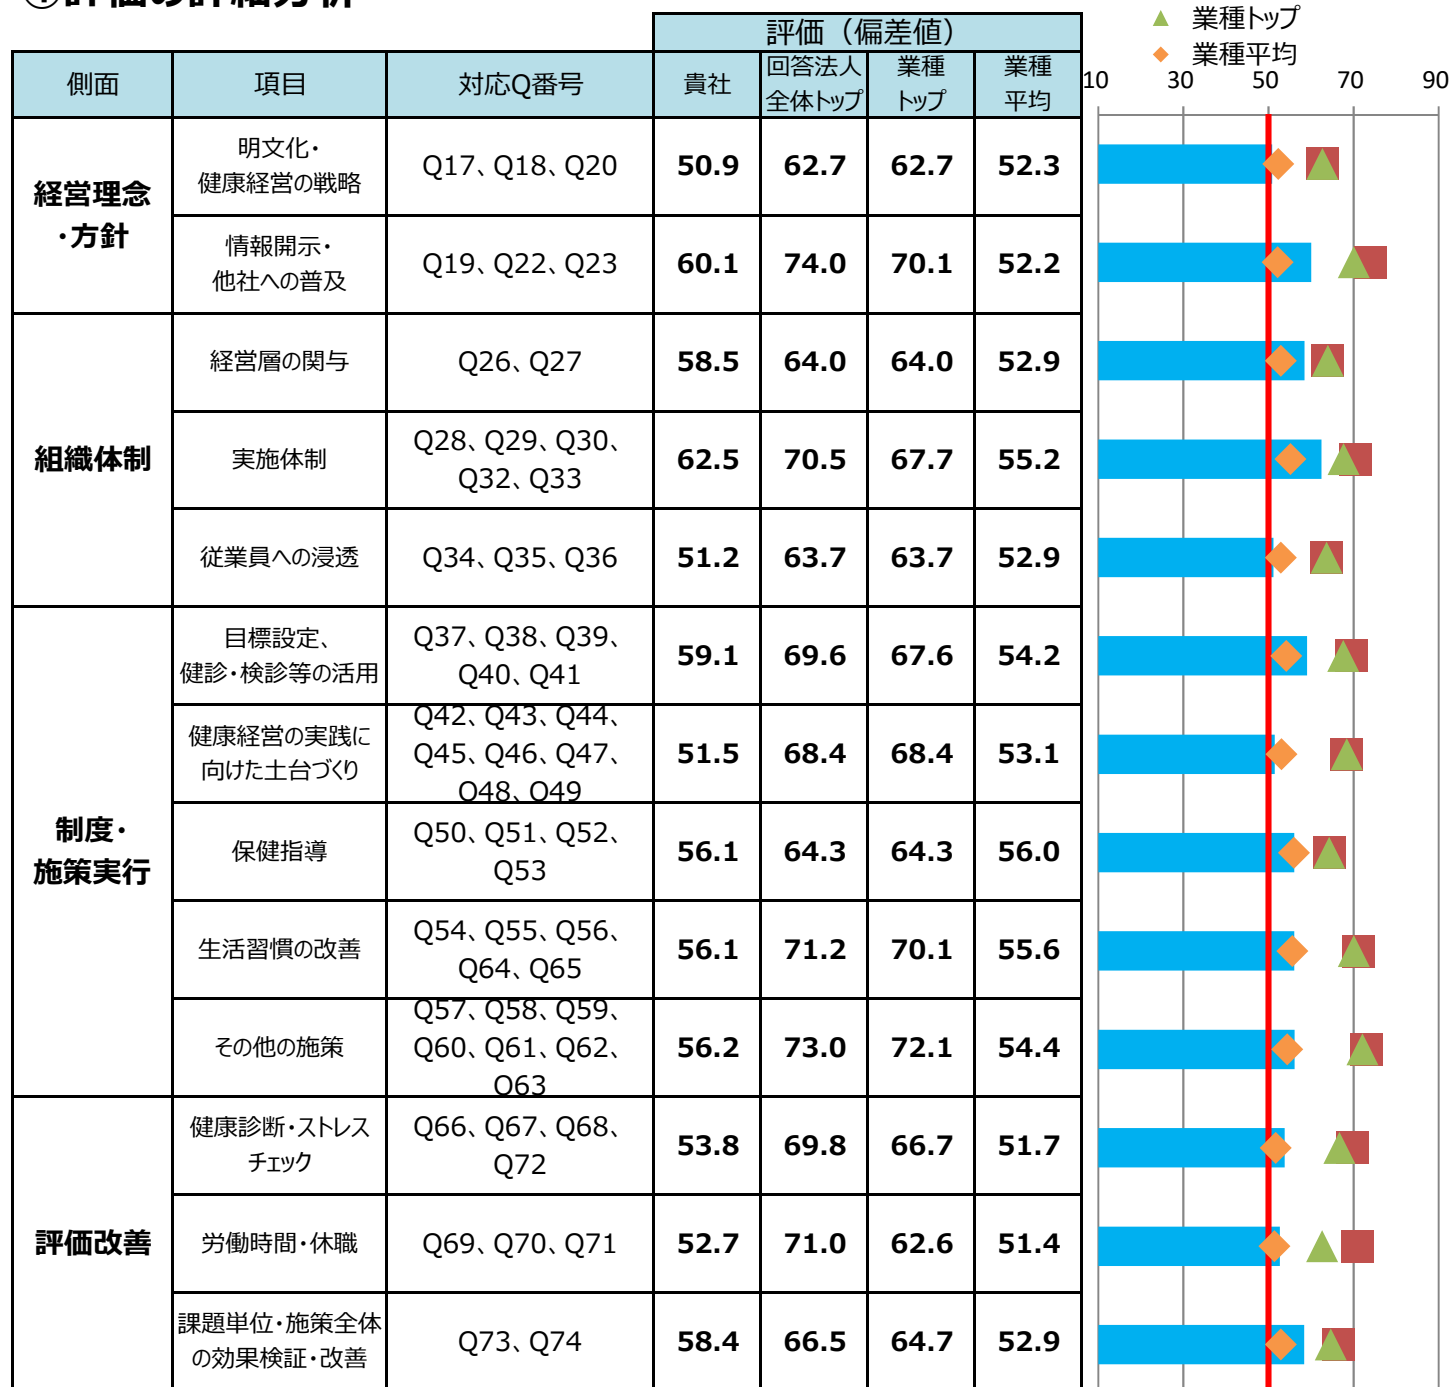 ①評価の詳細分析
▲ 業種トップ
◆ 業種平均
評価（偏差値）
側面 項目 対応Q番号 貴社 回答法人 業種 業種
全体トップ トップ 平均
10 30 50 70 90
経営理念
・方針
明文化・
健康経営の戦略
Q17、Q18、Q20 50.9 62.7 62.7 52.3
情報開示・
他社への普及
Q19、Q22、Q23 60.1 74.0 70.1 52.2
組織体制
経営層の関与 Q26、Q27 58.5 64.0 64.0 52.9
実施体制
Q28、Q29、Q30、
Q32、Q33
62.5 70.5 67.7 55.2
従業員への浸透 Q34、Q35、Q36 51.2 63.7 63.7 52.9
制度・
施策実行
目標設定、
健診・検診等の活用
Q37、Q38、Q39、
Q40、Q41
59.1 69.6 67.6 54.2
健康経営の実践に
向けた土台づくり
Q42、Q43、Q44、
Q45、Q46、Q47、
Q48、Q49
51.5 68.4 68.4 53.1
保健指導
Q50、Q51、Q52、
Q53
56.1 64.3 64.3 56.0
生活習慣の改善
Q54、Q55、Q56、
Q64、Q65
56.1 71.2 70.1 55.6
その他の施策
Q57、Q58、Q59、
Q60、Q61、Q62、
Q63
56.2 73.0 72.1 54.4
評価改善
健康診断・ストレス
チェック
Q66、Q67、Q68、
Q72
53.8 69.8 66.7 51.7
労働時間・休職 Q69、Q70、Q71 52.7 71.0 62.6 51.4
課題単位・施策全体
の効果検証・改善
Q73、Q74 58.4 66.5 64.7 52.9